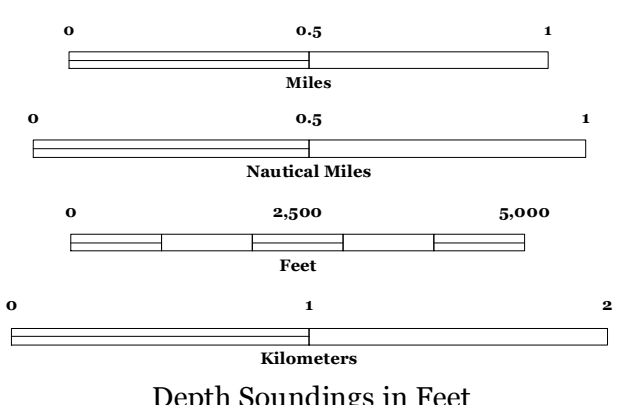 0 0.5 1
Miles
0 0.5 1
Nautical Miles
0 2,500 5,000
Feet
0 1 2
Kilometers
Depth Soundings in Feet